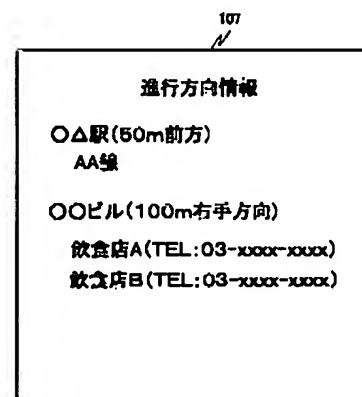 107
進行方向情報
○△駅(50m前方)
AA線
○○ビル(100m右手方向)
飲食店A(TEL:03-xxxx-xxxx)
飲食店B(TEL:03-xxxx-xxxx)